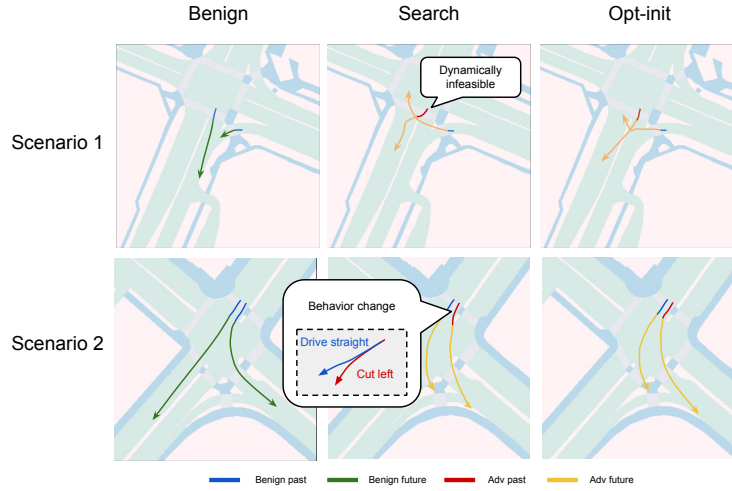 Benign
Search
Opt-init
Scenario 1
Dynamically
infeasible
Scenario 2
Behavior change
Drive straight
Cut left
Benign past
Benign future
Adv past
Adv future